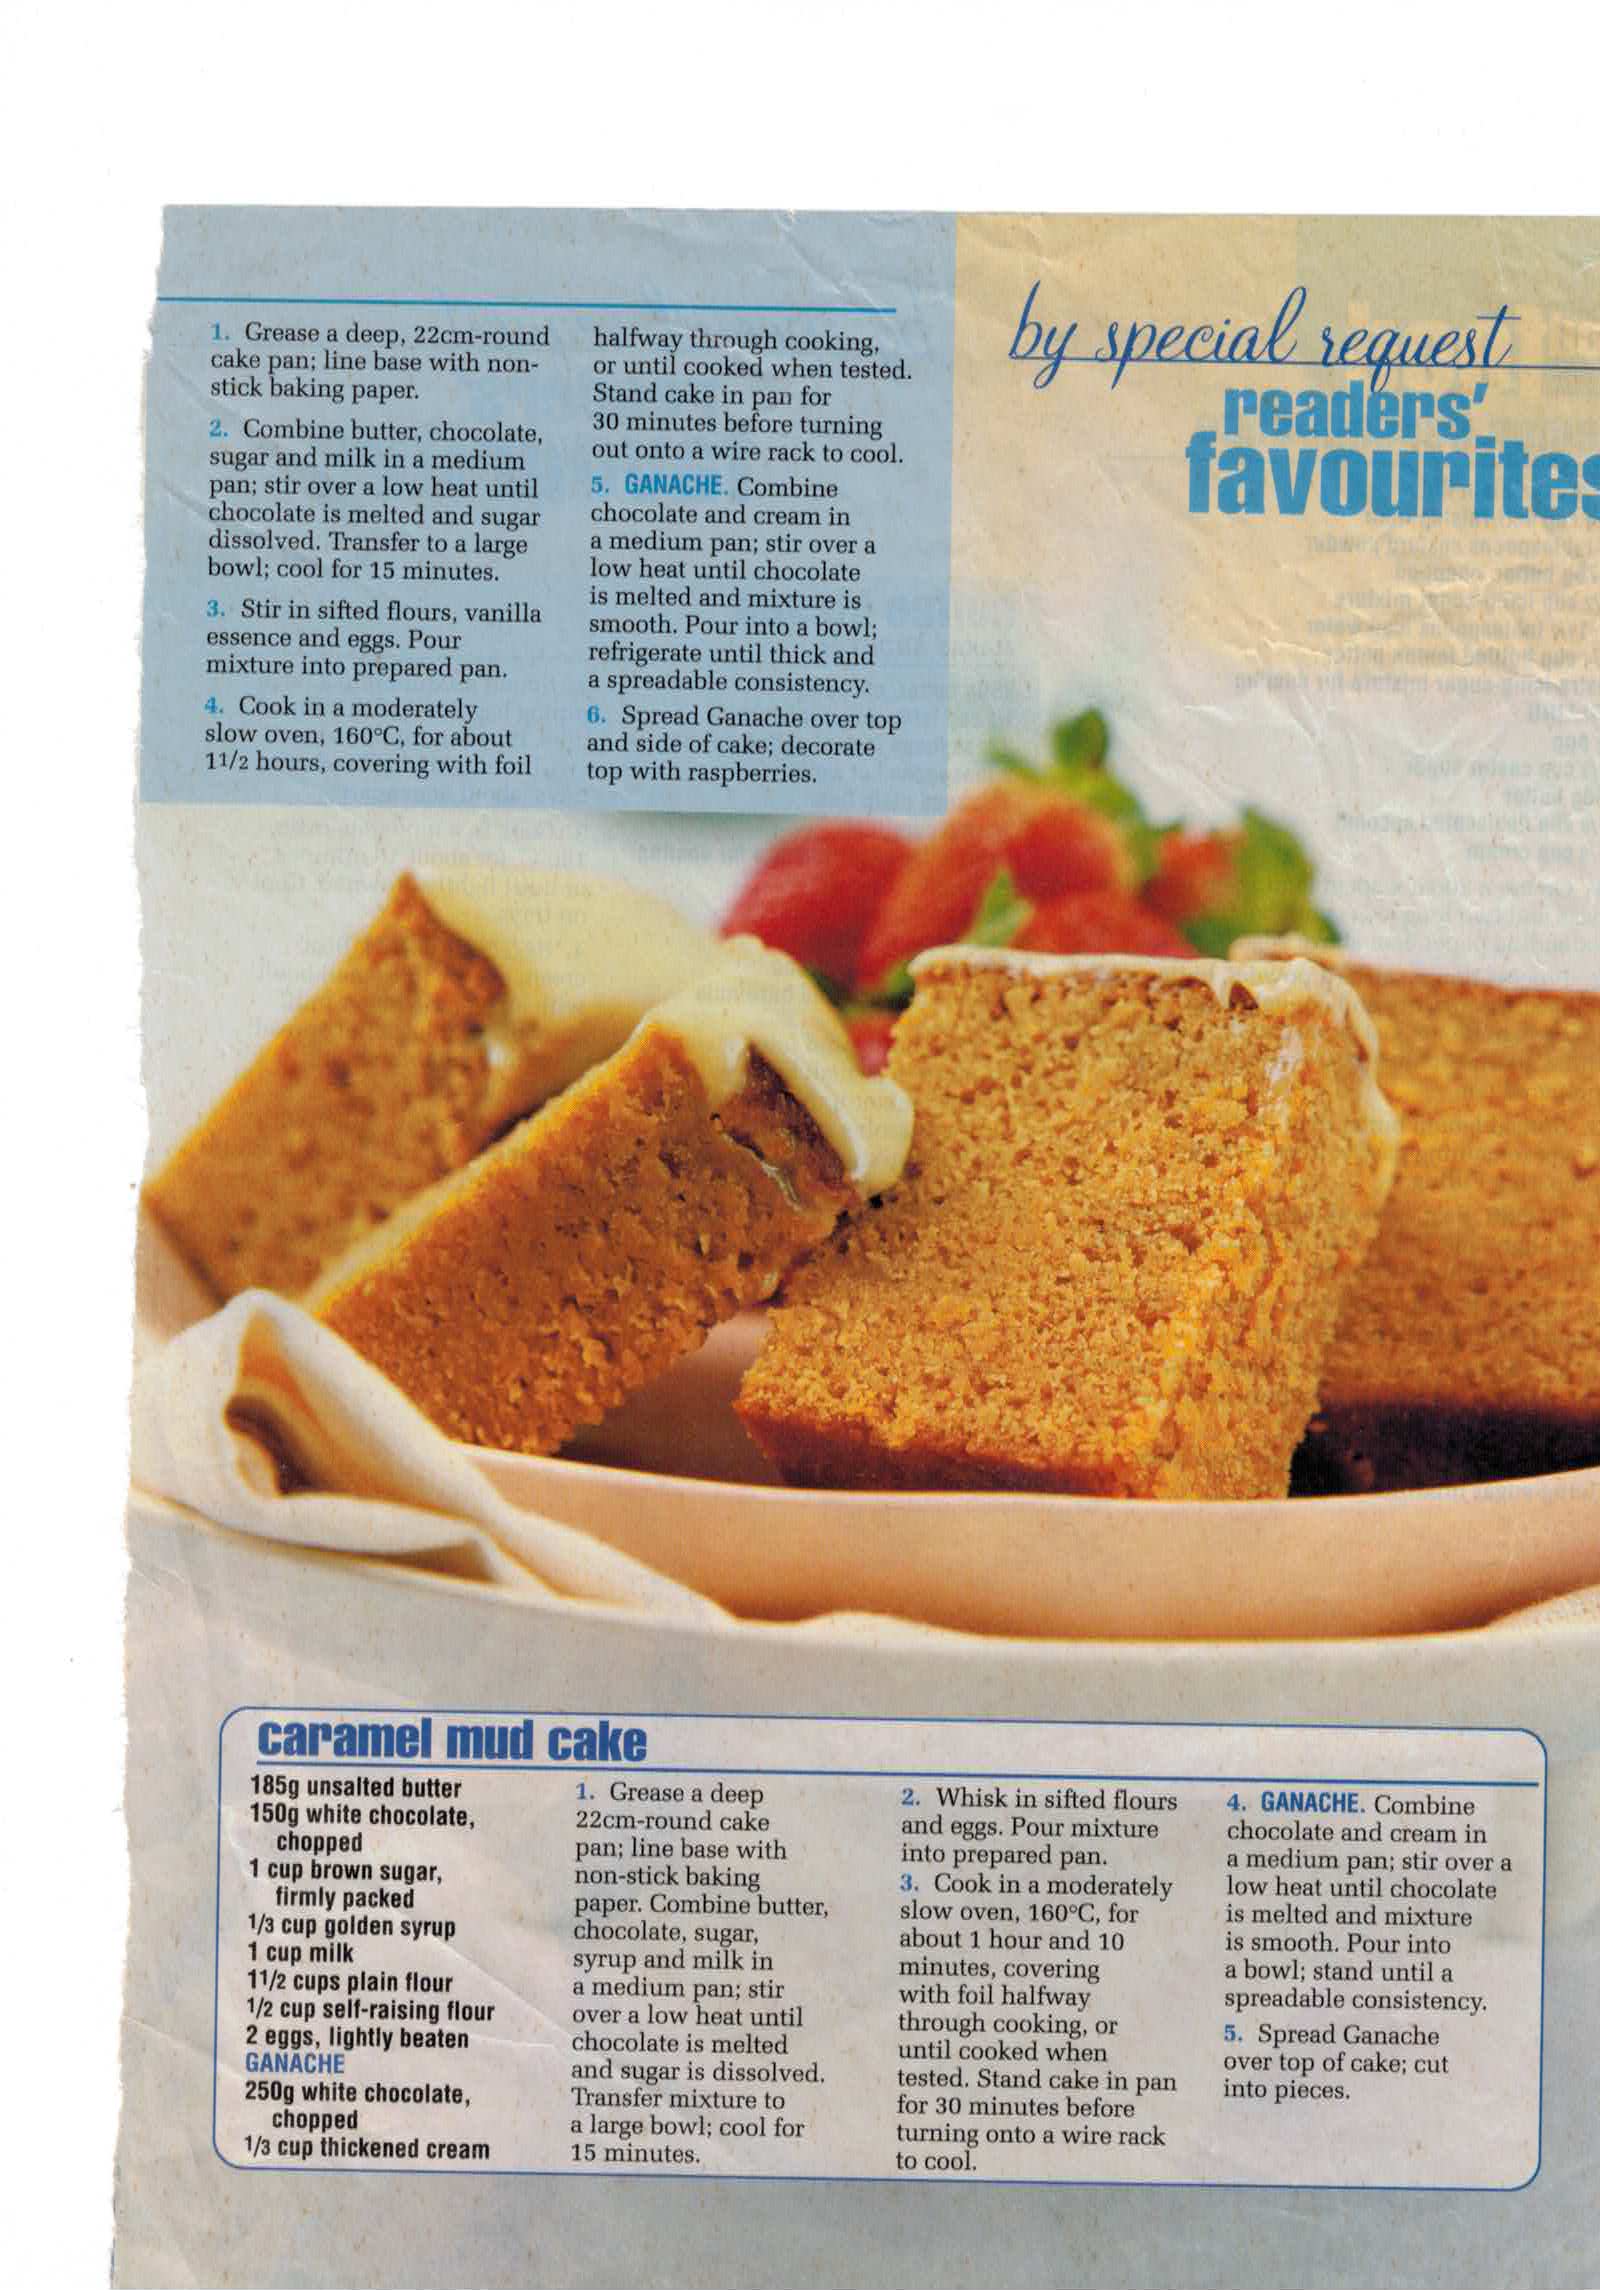 1. Grease a deep, 22cm-round
cake pan; line base with non-
stick baking paper.
2. Combine butter, chocolate,
sugar and milk in a medium
pan; stir over a low heat until
chocolate is melted and sugar
dissolved. Transfer to a large
bowl; cool for 15 minutes.
3. Stir in sifted flours, vanilla
essence and eggs. Pour
mixture into prepared pan.
4. Cook in a moderately
slow oven, 160°C, for about
11/2 hours, covering with foil
halfway through cooking,
or until cooked when tested.
Stand cake in pan for
30 minutes before turning
out onto a wire rack to cool.
5. GANACHE. Combine
chocolate and cream in
a medium pan; stir over a
low heat until chocolate
is melted and mixture is
smooth. Pour into a bowl;
refrigerate until thick and
a spreadable consistency.
6. Spread Ganache over top
and side of cake; decorate
top with raspberries.
by special request
readers'
favourites
caramel mud cake
185g unsalted butter
150g white chocolate,
chopped
1 cup brown sugar,
firmly packed
1/3 cup golden syrup
1 cup milk
11/2 cups plain flour
1/2 cup self-raising flour
2 eggs, lightly beaten
GANACHE
250g white chocolate,
chopped
1/3 cup thickened cream
1. Grease a deep
22cm-round cake
pan; line base with
non-stick baking
paper. Combine butter,
chocolate, sugar,
syrup and milk in
a medium pan; stir
over a low heat until
chocolate is melted
and sugar is dissolved.
Transfer mixture to
a large bowl; cool for
15 minutes.
2. Whisk in sifted flours
and eggs. Pour mixture
into prepared pan.
3. Cook in a moderately
slow oven, 160°C, for
about 1 hour and 10
minutes, covering
with foil halfway
through cooking, or
until cooked when
tested. Stand cake in pan
for 30 minutes before
turning onto a wire rack
to cool.
4. GANACHE. Combine
chocolate and cream in
a medium pan; stir over a
low heat until chocolate
is melted and mixture
is smooth. Pour into
a bowl; stand until a
spreadable consistency.
5. Spread Ganache
over top of cake; cut
into pieces.